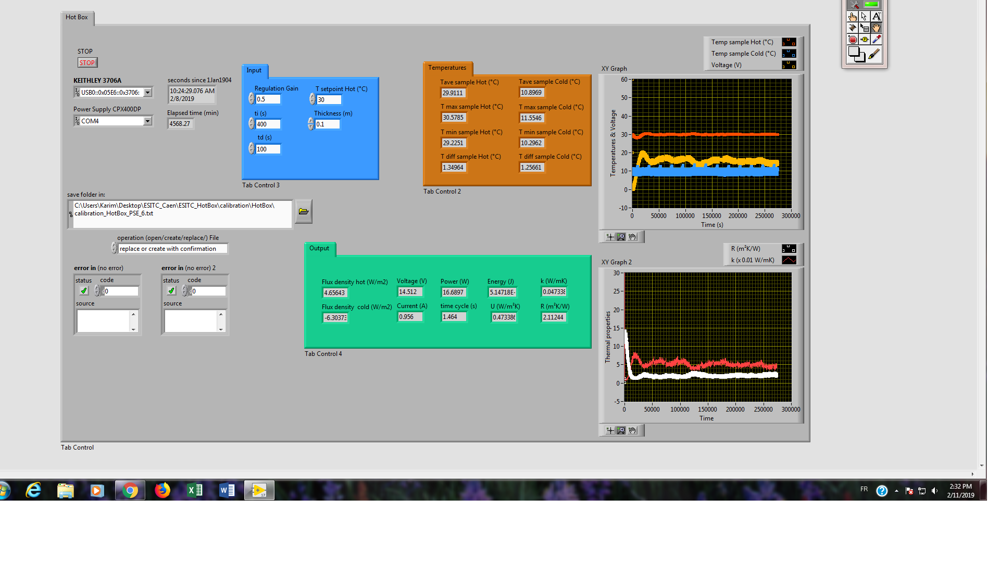 Hot Box
STOP
STOP
KEITHLEY 3706A
USB0::0x05E6::0x3706:
seconds since 1Jan1904
10:24:29.076 AM
2/8/2019
Power Supply CPX400DP
COM4
Elapsed time (min)
4568.27
Input
Regulation Gain
0.5
T setpoint Hot (°C)
30
ti (s)
400
Thickness (m)
0.1
td (s)
100
Tab Control 3
Temperatures
Tave sample Hot (°C)
29.9111
Tave sample Cold (°C)
10.8969
T max sample Hot (°C)
30.5785
T max sample Cold (°C)
11.5546
T min sample Hot (°C)
29.2251
T min sample Cold (°C)
10.2962
T diff sample Hot (°C)
1.34964
T diff sample Cold (°C)
1.25661
Tab Control 2
save folder in:
C:\Users\Karim\Desktop\ESITC_Caen\ESITC_HotBox\calibration\HotBox\
calibration_HotBox_PSE_6.txt
operation (open/create/replace/) File
replace or create with confirmation
error in (no error)
status
code
0
source
error in (no error) 2
status
code
0
source
Output
Flux density hot (W/m2)
4.65643
Voltage (V)
14.512
Power (W)
16.6897
Energy (J)
5.14718E-
k (W/mK)
0.047338
Flux density  cold (W/m2)
-6.30373
Current (A)
0.956
time cycle (s)
1.464
U (W/m²K)
0.473386
R (m²K/W)
2.11244
Tab Control 4
Temp sample Hot (°C)
Temp sample Cold (°C)
Voltage (V)
XY Graph
Temperatures & Voltage
60
50
40
30
20
10
0
-10
0 50000 100000 150000 200000 250000 300000
Time (s)
R (m²K/W)
k (x 0.01 W/mK)
XY Graph 2
Thermal properties
30
25
20
15
10
5
0
-5
0 50000 100000 150000 200000 250000 300000
Time
Tab Control
FR
2:32 PM
2/11/2019